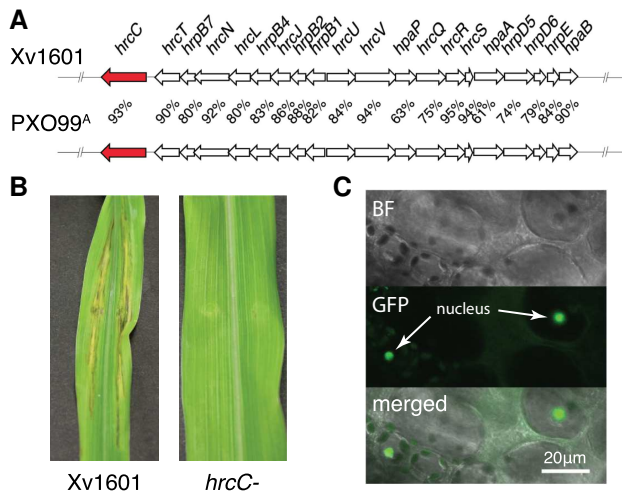 A
hrcC hrcT hrpB7 hrcN hrcL hrpB4 hrcJ hrpB2 hrpB1 hrcU hrcV hpaP hrcQ hrcR hrcS hpaA hrpD5 hrpD6 hrpE hpaB
Xv1601
93% 90% 80% 92% 80% 83% 86% 88% 82% 84% 94% 63% 75% 95% 94% 61% 74% 79% 84% 90%
PXO99ᴬ
B
Xv1601
hrcC-
C
BF
GFP
nucleus
merged
20μm